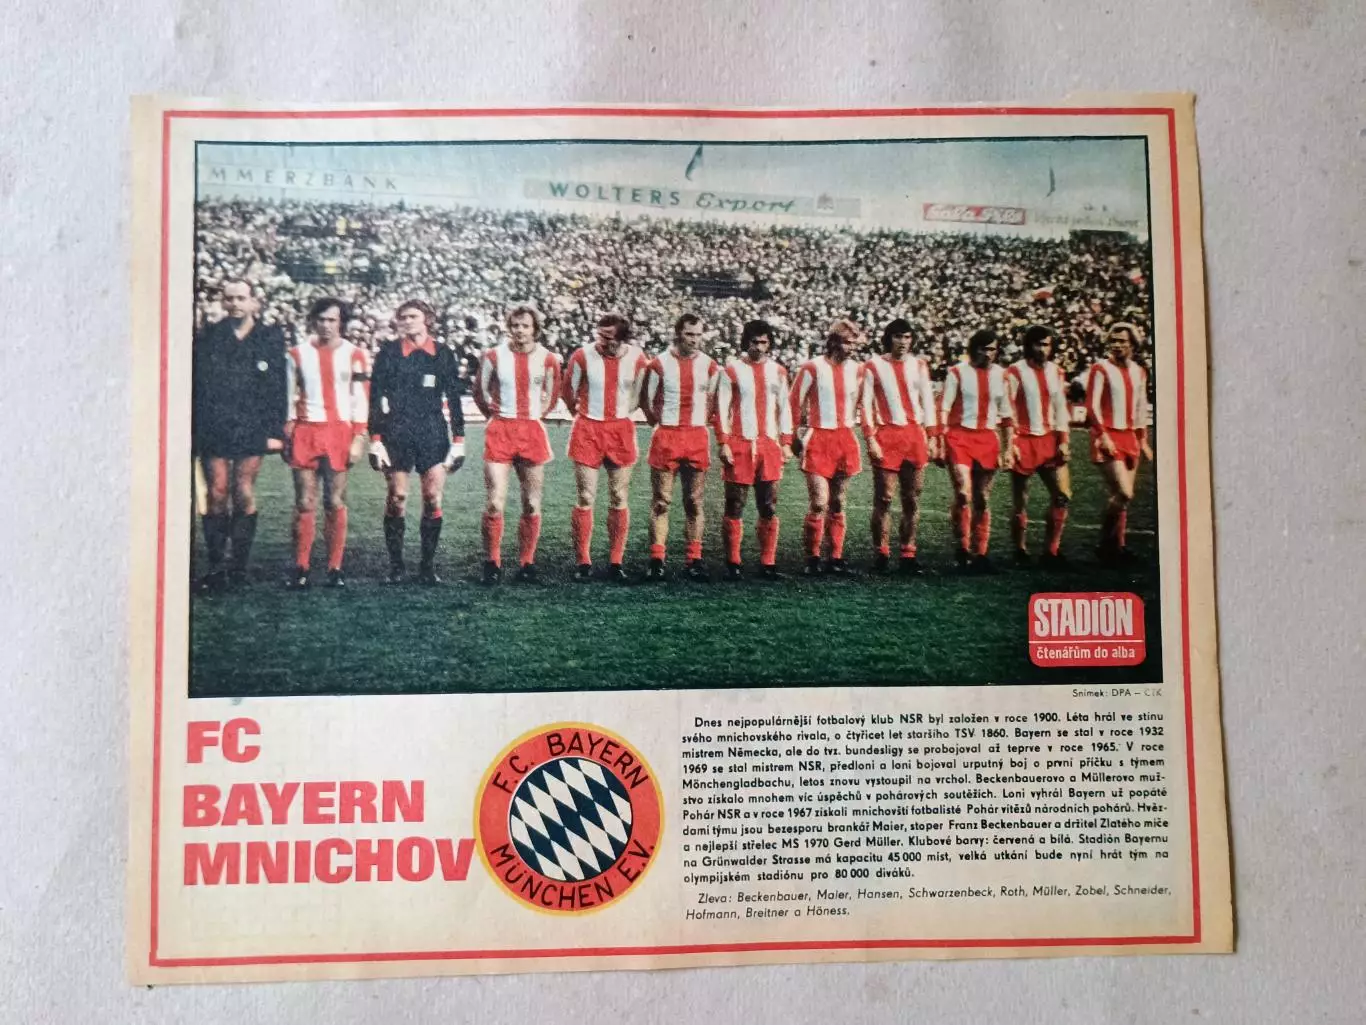 MMERZBANK
WOLTERS Export
STADIÓN
čtenářům do alba
Snímek: DPA – ČTK
FC
BAYERN
MNICHOV
F.C. BAYERN
MÜNCHEN E.V.
Dnes nejpopulárnější fotbalový klub NSR byl založen v roce 1900. Léta hrál ve stínu
svého mnichovského rivala, o čtyřicet let staršího TSV 1860. Bayern se stal v roce 1932
mistrem Německa, ale do tvz. bundesligy se probojoval až teprve v roce 1965. V roce
1969 se stal mistrem NSR, předloni a loni bojoval urputný boj o první příčku s týmem
Mönchengladbachu, letos znovu vystoupil na vrchol. Beckenbauerovo a Müllerovo muž-
stvo získalo mnohem víc úspěchů v pohárových soutěžích. Loni vyhrál Bayern už popáté
Pohár NSR a v roce 1967 získali mnichovští fotbalisté Pohár vítězů národních pohárů. Hvěz-
dami týmu jsou bezesporu brankář Maier, stoper Franz Beckenbauer a držitel Zlatého míče
a nejlepší střelec MS 1970 Gerd Müller. Klubové barvy: červená a bílá. Stadión Bayernu
na Grünwalder Strasse má kapacitu 45 000 míst, velká utkání bude nyní hrát tým na
olympijském stadiónu pro 80 000 diváků.
Zleva: Beckenbauer, Maier, Hansen, Schwarzenbeck, Roth, Müller, Zobel, Schneider,
Hofmann, Breitner a Höness.